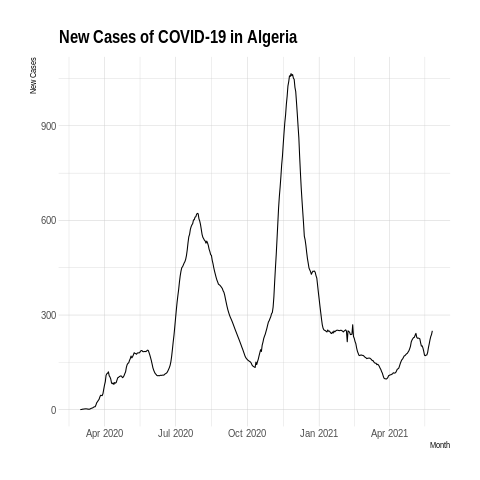 New Cases of COVID-19 in Algeria
New Cases
900
600
300
0
Apr 2020 Jul 2020 Oct 2020 Jan 2021 Apr 2021
Month